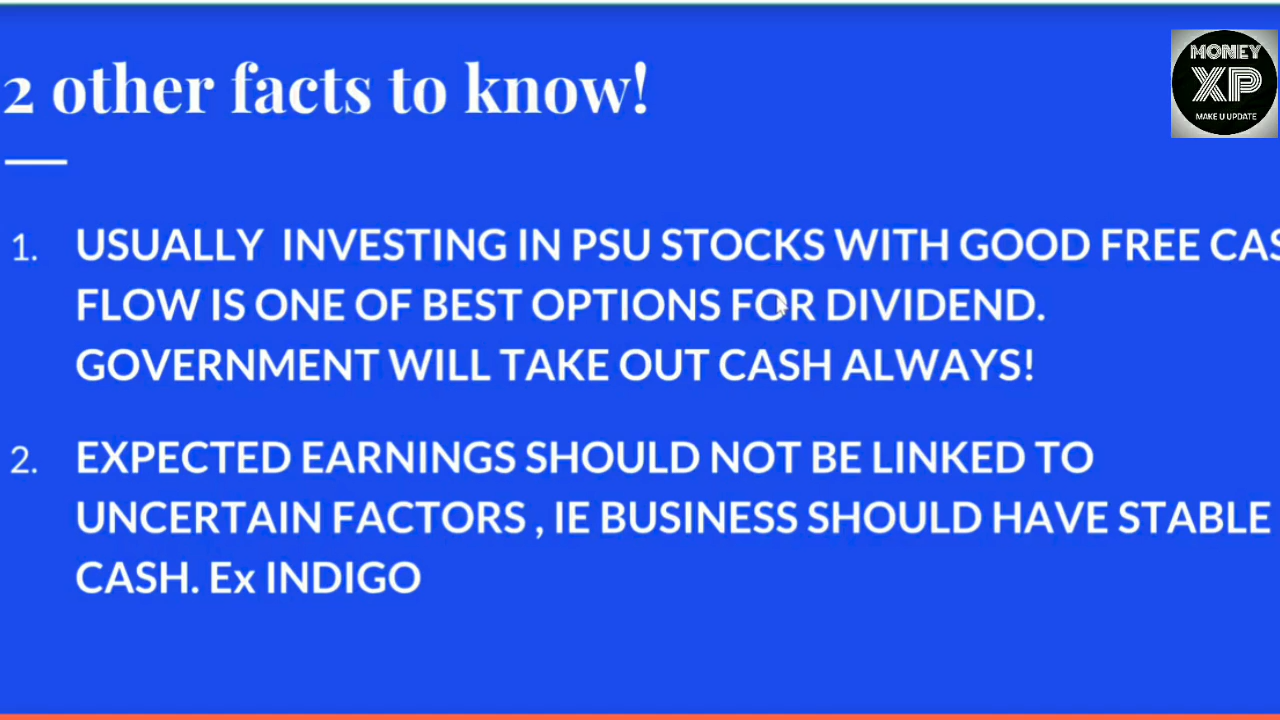 2 other facts to know!
MONEY
XP
MAKE U UPDATE
1. USUALLY INVESTING IN PSU STOCKS WITH GOOD FREE CAS
FLOW IS ONE OF BEST OPTIONS FOR DIVIDEND.
GOVERNMENT WILL TAKE OUT CASH ALWAYS!
2. EXPECTED EARNINGS SHOULD NOT BE LINKED TO
UNCERTAIN FACTORS , IE BUSINESS SHOULD HAVE STABLE
CASH. Ex INDIGO